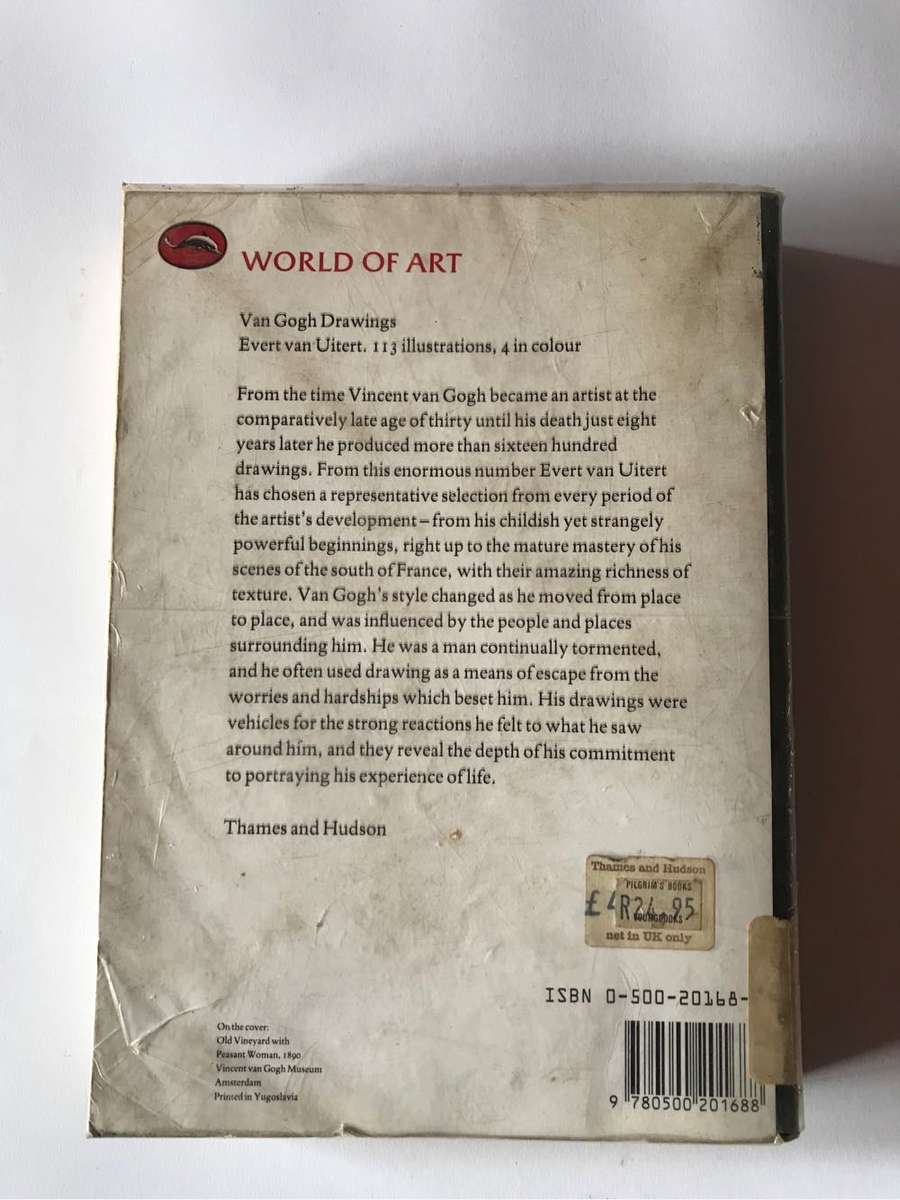 WORLD OF ART
Van Gogh Drawings
Evert van Uitert. 113 illustrations, 4 in colour
From the time Vincent van Gogh became an artist at the
comparatively late age of thirty until his death just eight
years later he produced more than sixteen hundred
drawings. From this enormous number Evert van Uitert
has chosen a representative selection from every period of
the artist's development – from his childish yet strangely
powerful beginnings, right up to the mature mastery of his
scenes of the south of France, with their amazing richness of
texture. Van Gogh's style changed as he moved from place
to place, and was influenced by the people and places
surrounding him. He was a man continually tormented,
and he often used drawing as a means of escape from the
worries and hardships which beset him. His drawings were
vehicles for the strong reactions he felt to what he saw
around him, and they reveal the depth of his commitment
to portraying his experience of life.
Thames and Hudson
Thames and Hudson
PILGRIM'S BOOKS
£4 R24.95
net in UK only
ISBN 0-500-20168-
On the cover:
Old Vineyard with
Peasant Woman, 1890
Vincent van Gogh Museum
Amsterdam
Printed in Yugoslavia
9 780500 201688